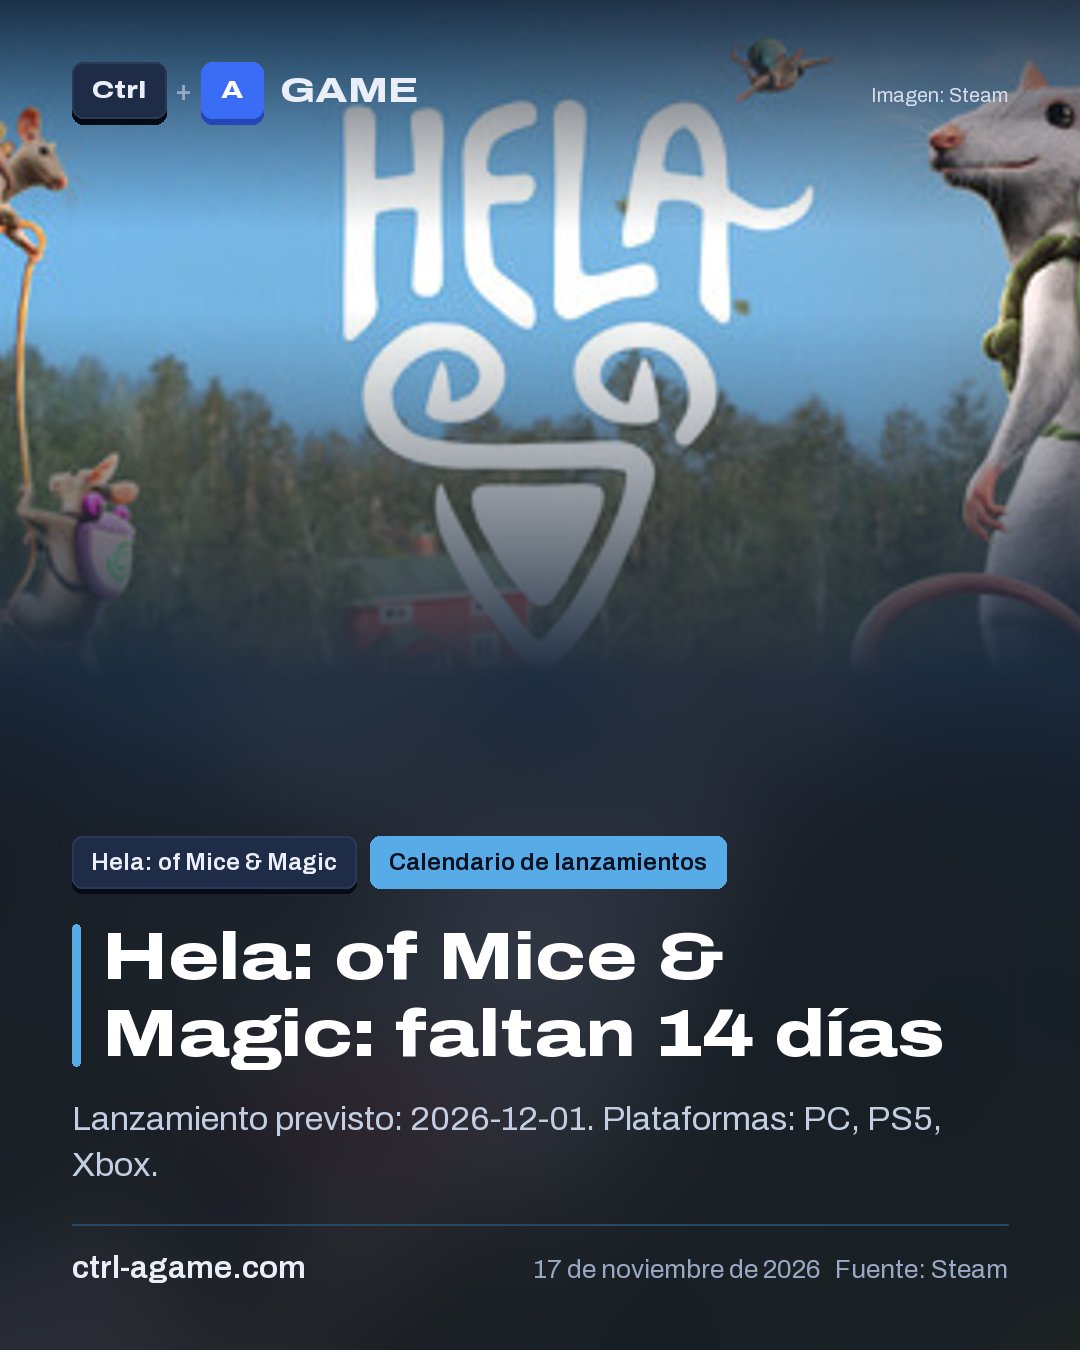 Ctrl + A GAME
Imagen: Steam
HELA
Hela: of Mice & Magic
Calendario de lanzamientos
Hela: of Mice &
Magic: faltan 14 días
Lanzamiento previsto: 2026-12-01. Plataformas: PC, PS5,
Xbox.
ctrl-agame.com
17 de noviembre de 2026 Fuente: Steam